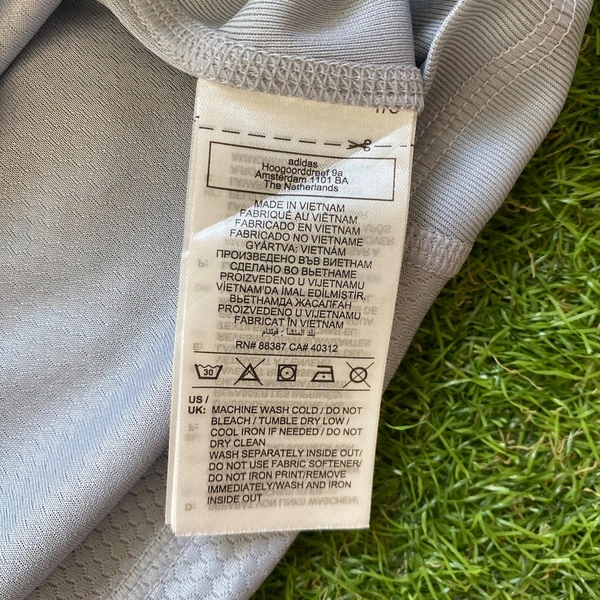 adidas
Hoogoorddreef 9a
Amsterdam 1101 BA
The Netherlands
MADE IN VIETNAM
FABRIQUÉ AU VIÊTNAM
FABRICADO EN VIETNAM
FABRICADO NO VIETNAME
GYÁRTVA: VIETNÁM
ПРОИЗВЕДЕНО ВЪВ ВИЕТНАМ
СДЕЛАНО ВО ВЬЕТНАМЕ
PROIZVEDENO U VIJETNAMU
VİETNAM'DA İMAL EDİLMİŞTİR,
ВЬЕТНАМДА ЖАСАЛҒАН
PROIZVEDENO U VIJETNAMU
FABRICAT ÎN VIETNAM
بلد المنشأ : فيتنام
RN# 88387 CA# 40312
30
US /
UK: MACHINE WASH COLD / DO NOT
BLEACH / TUMBLE DRY LOW /
COOL IRON IF NEEDED / DO NOT
DRY CLEAN
WASH SEPARATELY INSIDE OUT/
DO NOT USE FABRIC SOFTENER/
DO NOT IRON PRINT/REMOVE
IMMEDIATELY/WASH AND IRON
INSIDE OUT